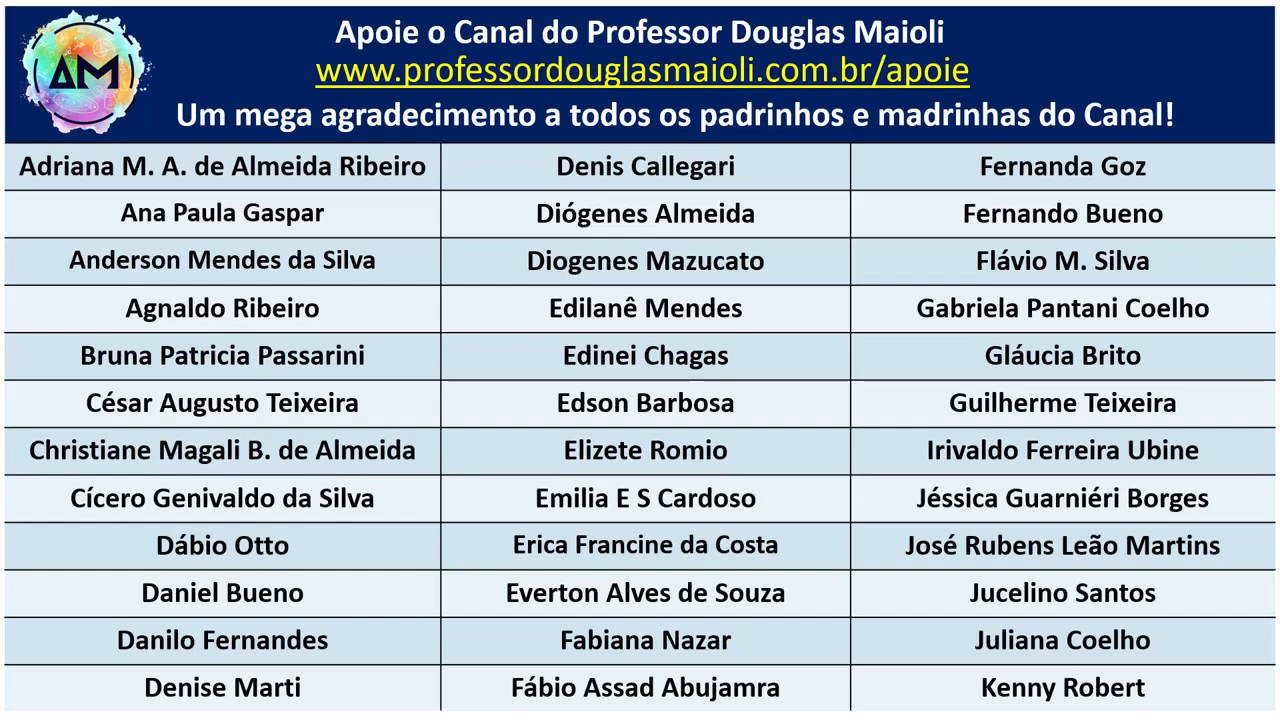 Apoie o Canal do Professor Douglas Maioli
www.professordouglasmaioli.com.br/apoie
Um mega agradecimento a todos os padrinhos e madrinhas do Canal!
DM
Adriana M. A. de Almeida Ribeiro Denis Callegari Fernanda Goz
Ana Paula Gaspar Diógenes Almeida Fernando Bueno
Anderson Mendes da Silva Diogenes Mazucato Flávio M. Silva
Agnaldo Ribeiro Edilanê Mendes Gabriela Pantani Coelho
Bruna Patricia Passarini Edinei Chagas Gláucia Brito
César Augusto Teixeira Edson Barbosa Guilherme Teixeira
Christiane Magali B. de Almeida Elizete Romio Irivaldo Ferreira Ubine
Cícero Genivaldo da Silva Emilia E S Cardoso Jéssica Guarniéri Borges
Dábio Otto Erica Francine da Costa José Rubens Leão Martins
Daniel Bueno Everton Alves de Souza Jucelino Santos
Danilo Fernandes Fabiana Nazar Juliana Coelho
Denise Marti Fábio Assad Abujamra Kenny Robert